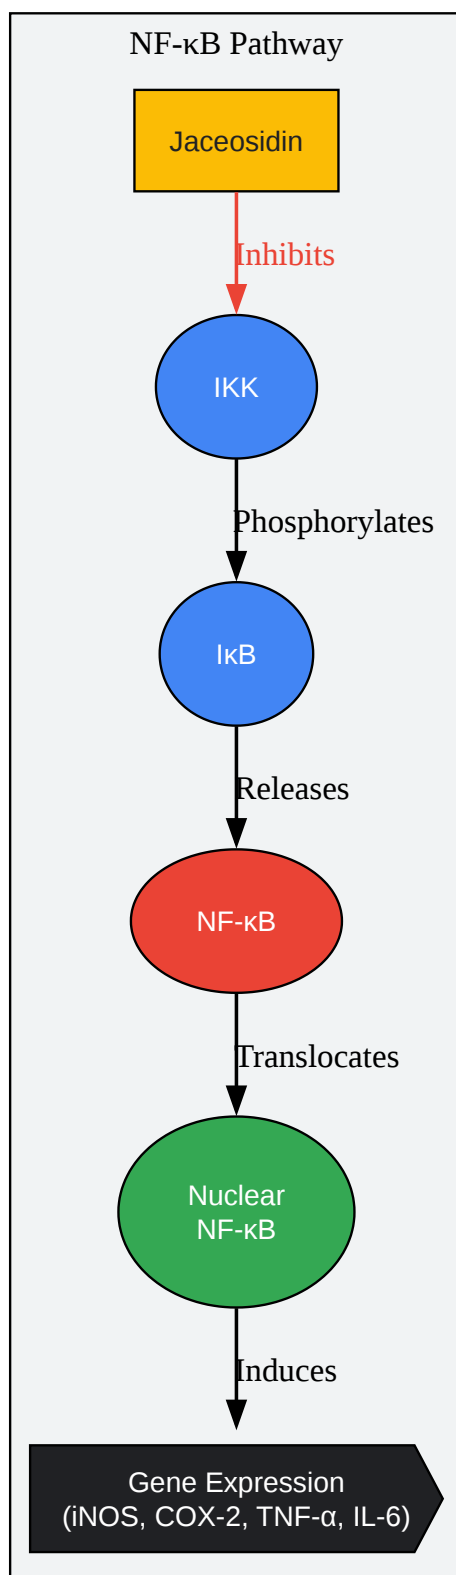 NF-κB Pathway
Jaceosidin
Inhibits
IKK
Phosphorylates
IκB
Releases
NF-κB
Translocates
Nuclear
NF-κB
Induces
Gene Expression
(iNOS, COX-2, TNF-α, IL-6)